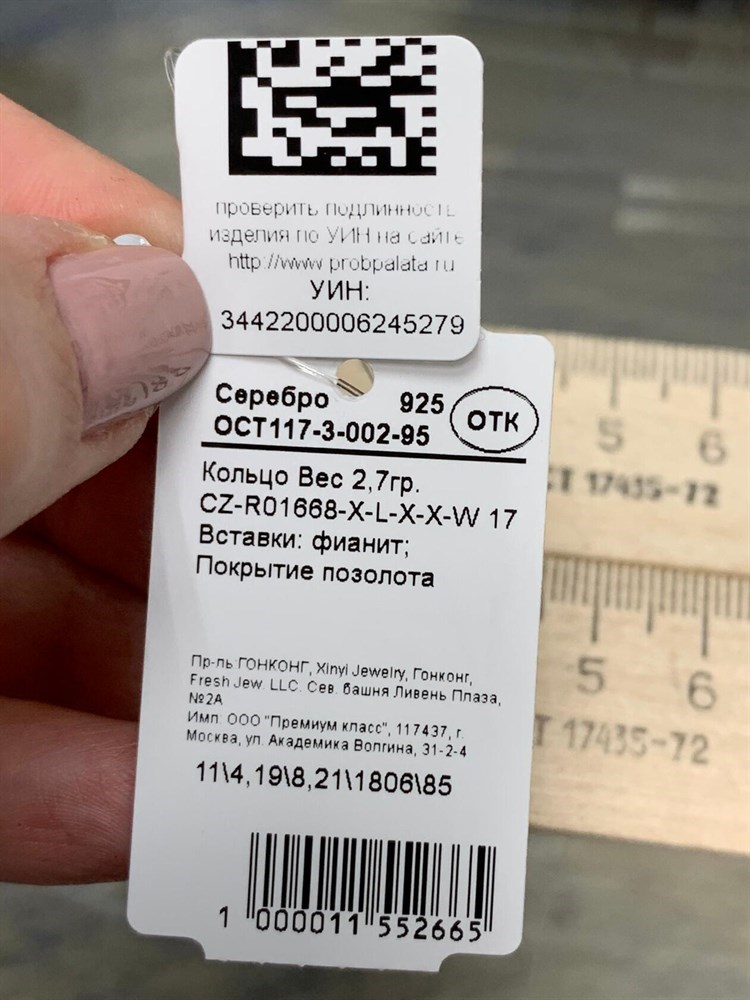 проверить подлинность
изделия по УИН на сайте
http://www probpalata ru
УИН:
3442200006245279
Серебро 925
ОТК
ОСТ117-3-002-95
Кольцо Вес 2,7гр.
CZ-R01668-X-L-X-X-W 17
Вставки: фианит;
Покрытие позолота
Пр-ль:ГОНКОНГ, Xinyi Jewelry, Гонконг,
Fresh Jew. LLC. Сев. башня Ливень Плаза,
№2А
Имп: ООО "Премиум класс", 117437, г.
Москва, ул. Академика Волгина, 31-2-4
11\4,19\8,21\1806\85
1 000011 552665
5 6
Т 17435-72
5 6
Т 17435-72